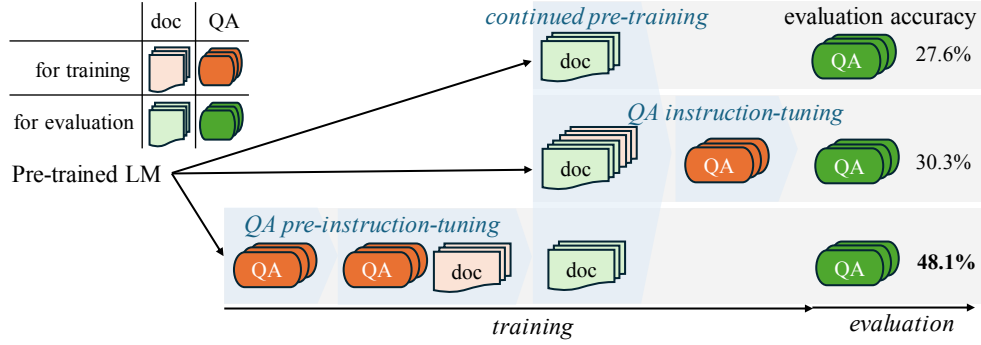 doc QA
continued pre-training
evaluation accuracy
for training
doc
QA
27.6%
for evaluation
QA instruction-tuning
Pre-trained LM
doc
QA
QA
30.3%
QA pre-instruction-tuning
QA
QA
doc
doc
QA
48.1%
training
evaluation